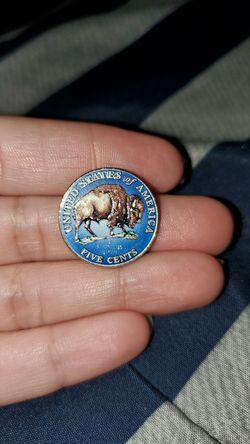 UNITED STATES of AMERICA
FIVE CENTS